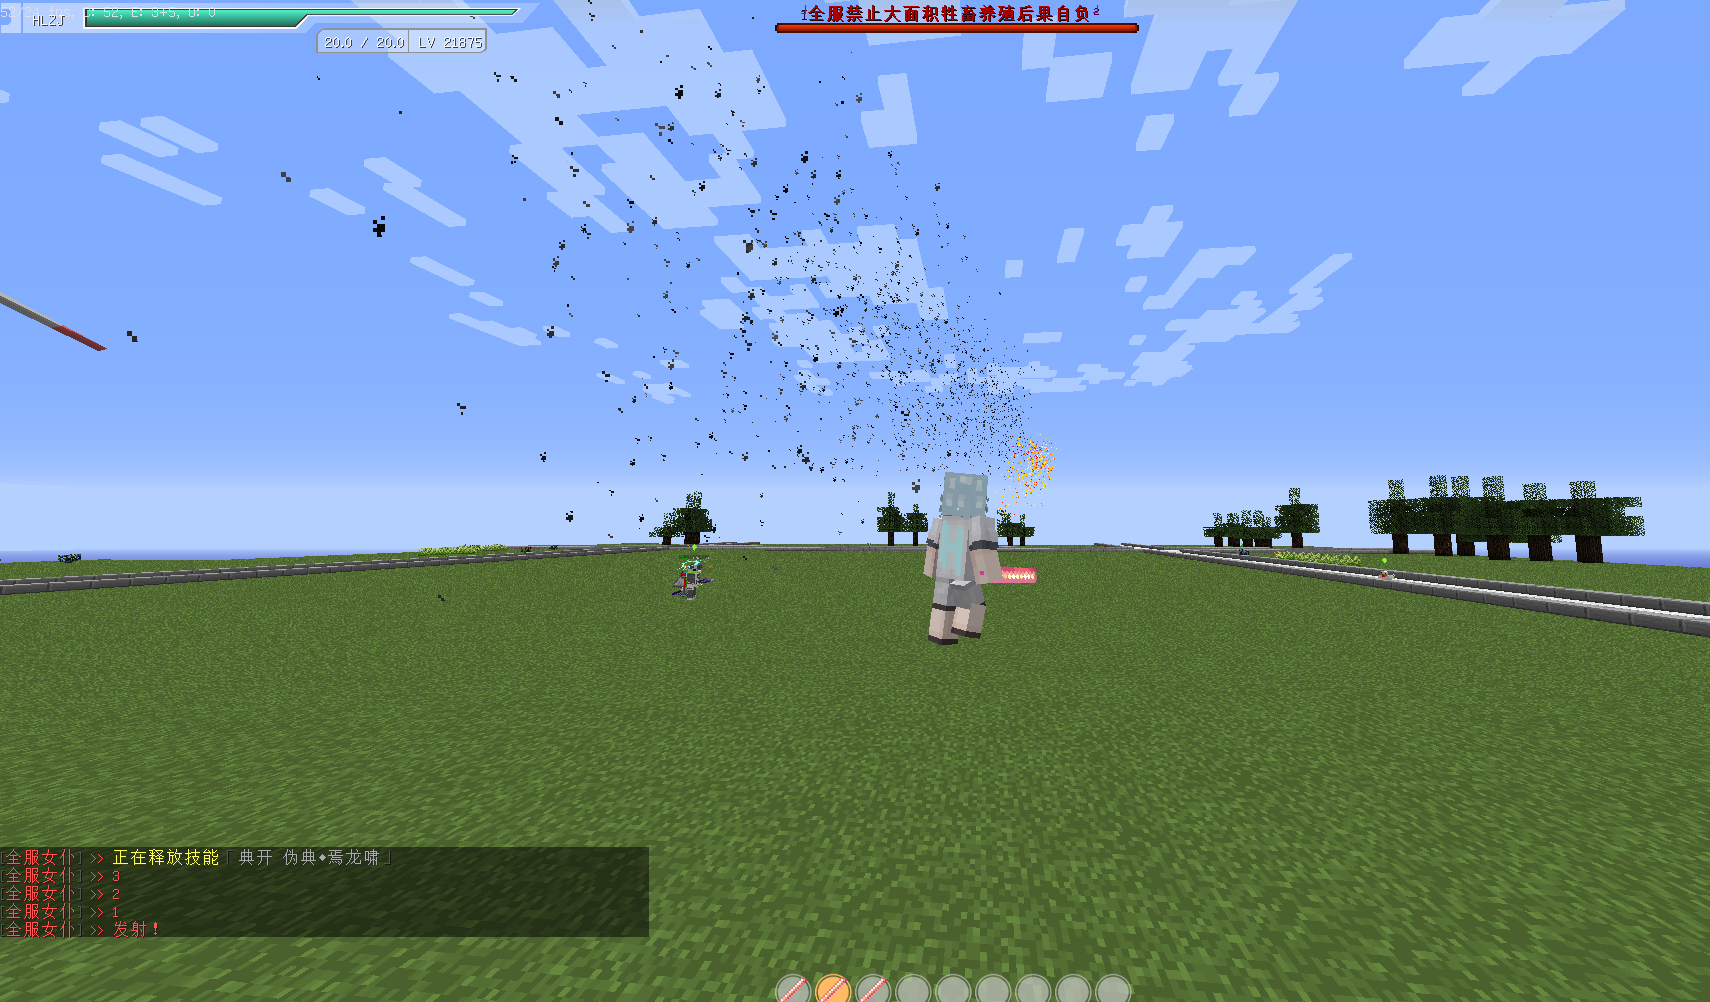 HLZJ
20.0 / 20.0 LV 21875
全服禁止大面积牲畜养殖后果自负
[全服女仆] >> 正在释放技能「典开 伪典◆焉龙啸」
[全服女仆] >> 3
[全服女仆] >> 2
[全服女仆] >> 1
[全服女仆] >> 发射!